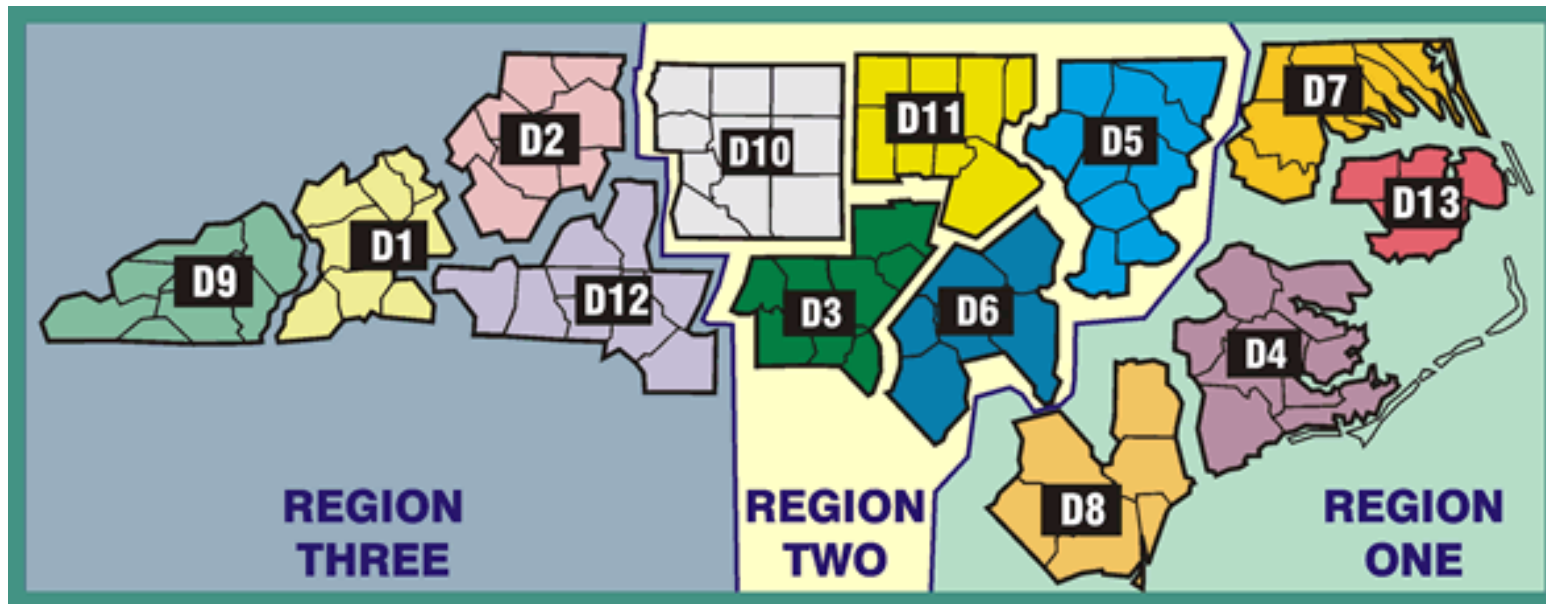 D7
D11
D2
D5
D10
D13
D1
D9
D12
D3
D6
D4
D8
REGION
THREE
REGION
TWO
REGION
ONE